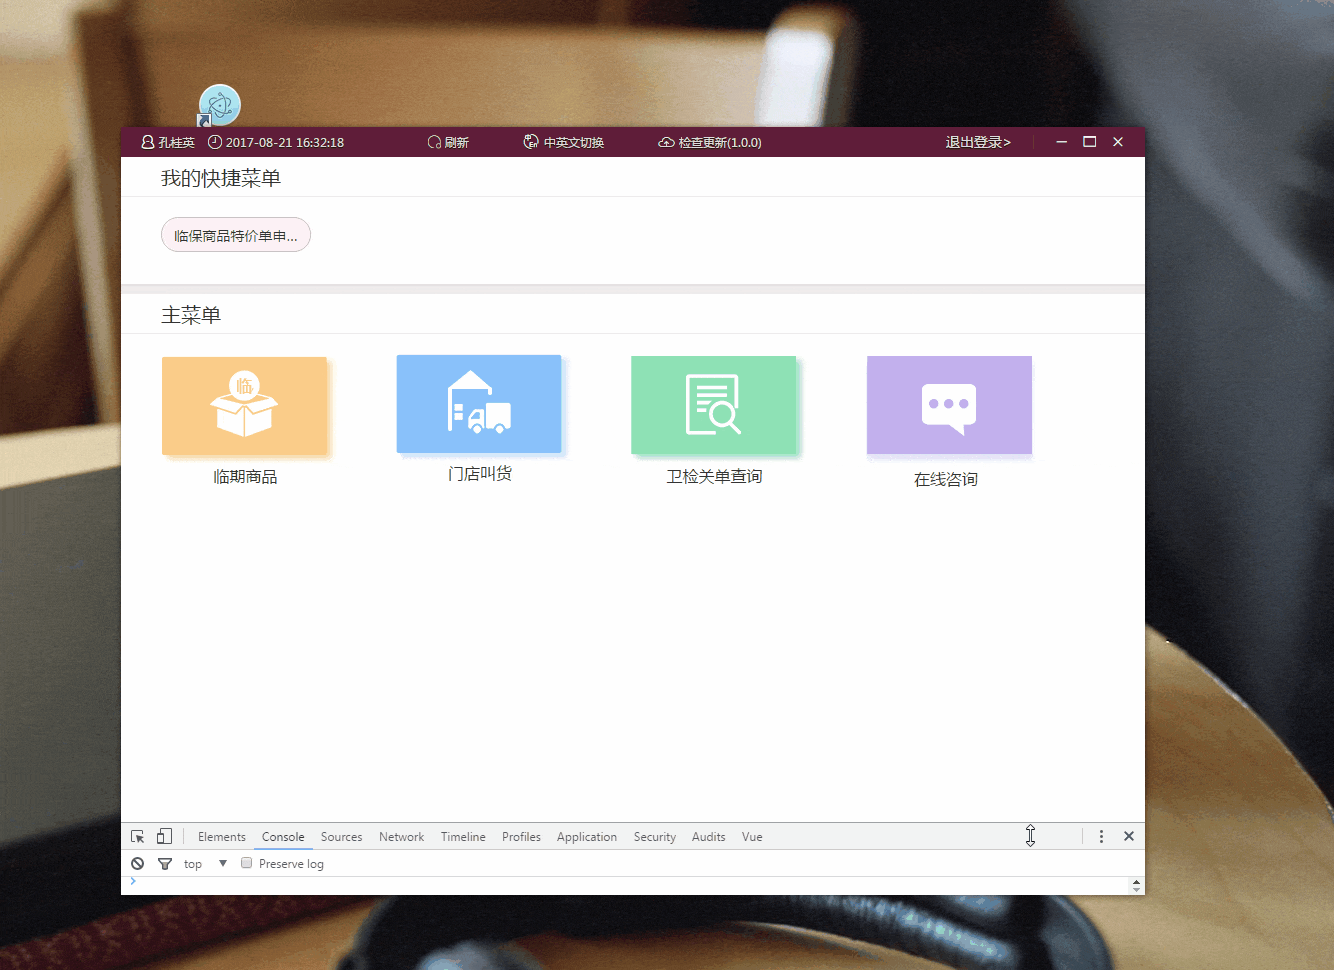 孔桂英 2017-08-21 16:32:18 刷新 中英文切换 检查更新(1.0.0) 退出登录>
我的快捷菜单
临保商品特价单申...
主菜单
临
临期商品 门店叫货 卫检关单查询 在线咨询
Elements Console Sources Network Timeline Profiles Application Security Audits Vue
top Preserve log